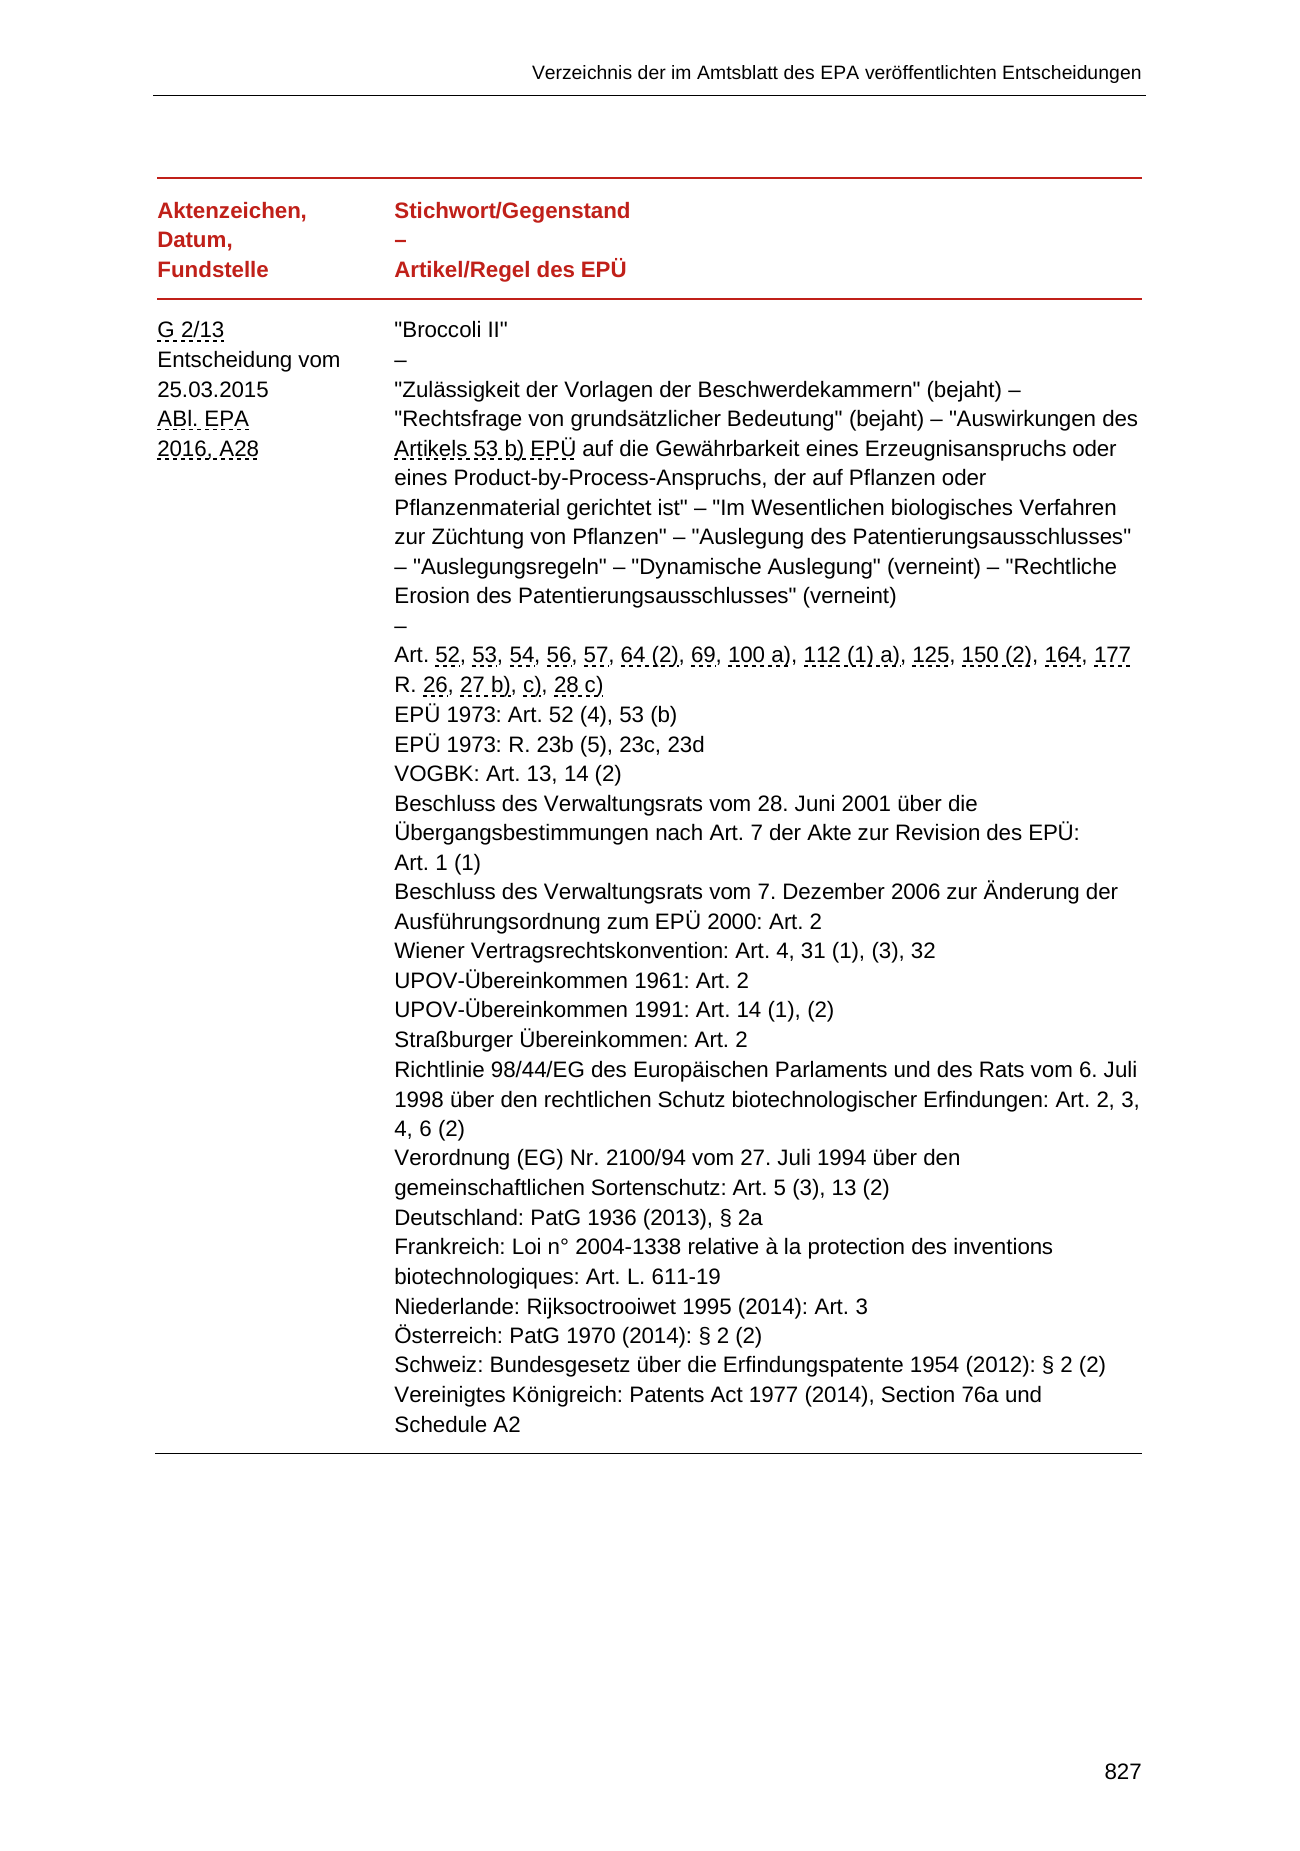 Verzeichnis der im Amtsblatt des EPA veröffentlichten Entscheidungen
Aktenzeichen,
Datum,
Fundstelle
Stichwort/Gegenstand
–
Artikel/Regel des EPÜ
G 2/13
Entscheidung vom
25.03.2015
ABl. EPA
2016, A28
"Broccoli II"
–
"Zulässigkeit der Vorlagen der Beschwerdekammern" (bejaht) –
"Rechtsfrage von grundsätzlicher Bedeutung" (bejaht) – "Auswirkungen des
Artikels 53 b) EPÜ auf die Gewährbarkeit eines Erzeugnisanspruchs oder
eines Product-by-Process-Anspruchs, der auf Pflanzen oder
Pflanzenmaterial gerichtet ist" – "Im Wesentlichen biologisches Verfahren
zur Züchtung von Pflanzen" – "Auslegung des Patentierungsausschlusses"
– "Auslegungsregeln" – "Dynamische Auslegung" (verneint) – "Rechtliche
Erosion des Patentierungsausschlusses" (verneint)
–
Art. 52, 53, 54, 56, 57, 64 (2), 69, 100 a), 112 (1) a), 125, 150 (2), 164, 177
R. 26, 27 b), c), 28 c)
EPÜ 1973: Art. 52 (4), 53 (b)
EPÜ 1973: R. 23b (5), 23c, 23d
VOGBK: Art. 13, 14 (2)
Beschluss des Verwaltungsrats vom 28. Juni 2001 über die
Übergangsbestimmungen nach Art. 7 der Akte zur Revision des EPÜ:
Art. 1 (1)
Beschluss des Verwaltungsrats vom 7. Dezember 2006 zur Änderung der
Ausführungsordnung zum EPÜ 2000: Art. 2
Wiener Vertragsrechtskonvention: Art. 4, 31 (1), (3), 32
UPOV-Übereinkommen 1961: Art. 2
UPOV-Übereinkommen 1991: Art. 14 (1), (2)
Straßburger Übereinkommen: Art. 2
Richtlinie 98/44/EG des Europäischen Parlaments und des Rats vom 6. Juli
1998 über den rechtlichen Schutz biotechnologischer Erfindungen: Art. 2, 3,
4, 6 (2)
Verordnung (EG) Nr. 2100/94 vom 27. Juli 1994 über den
gemeinschaftlichen Sortenschutz: Art. 5 (3), 13 (2)
Deutschland: PatG 1936 (2013), § 2a
Frankreich: Loi n° 2004-1338 relative à la protection des inventions
biotechnologiques: Art. L. 611-19
Niederlande: Rijksoctrooiwet 1995 (2014): Art. 3
Österreich: PatG 1970 (2014): § 2 (2)
Schweiz: Bundesgesetz über die Erfindungspatente 1954 (2012): § 2 (2)
Vereinigtes Königreich: Patents Act 1977 (2014), Section 76a und
Schedule A2
827